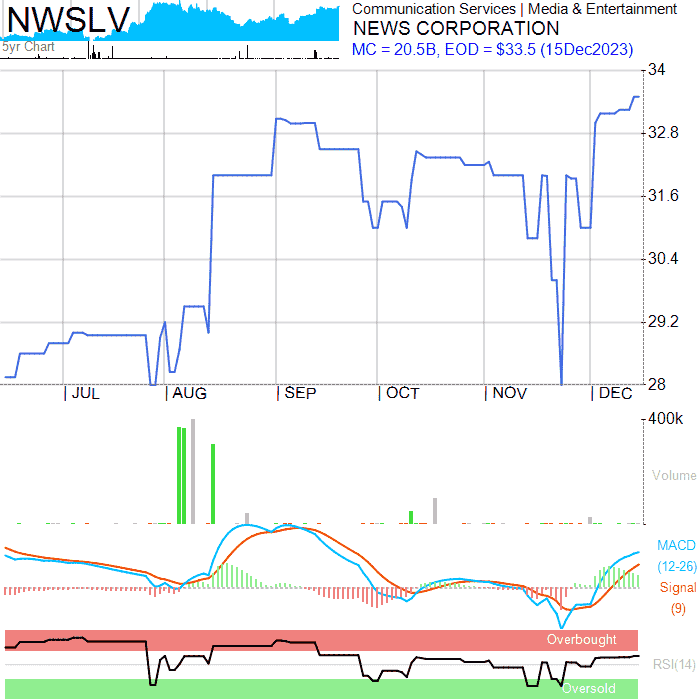 NWSLV
5yr Chart
Communication Services | Media & Entertainment
NEWS CORPORATION
MC = 20.5B, EOD = $33.5 (15Dec2023)
34
32.8
31.6
30.4
29.2
28
| JUL | AUG | SEP | OCT | NOV | DEC
400k
Volume
MACD
(12-26)
Signal
(9)
Overbought
RSI(14)
Oversold